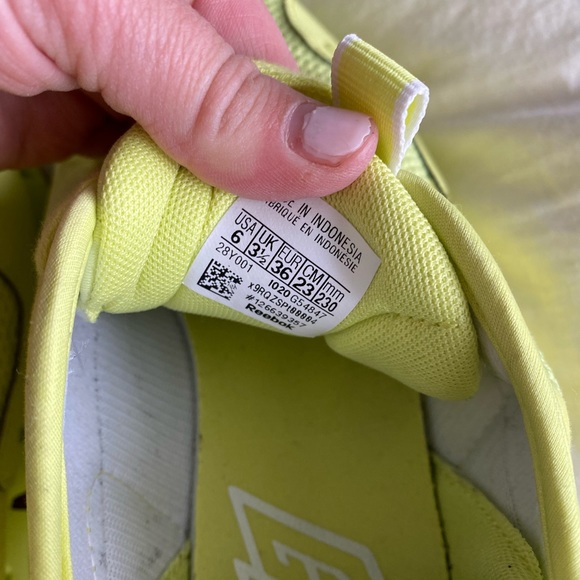 MADE IN INDONESIA
FABRIQUE EN INDONESIE
USA UK EUR CM mm
6 3½ 36 23 230
28Y001 1020 G54847
#126639357
Reebok